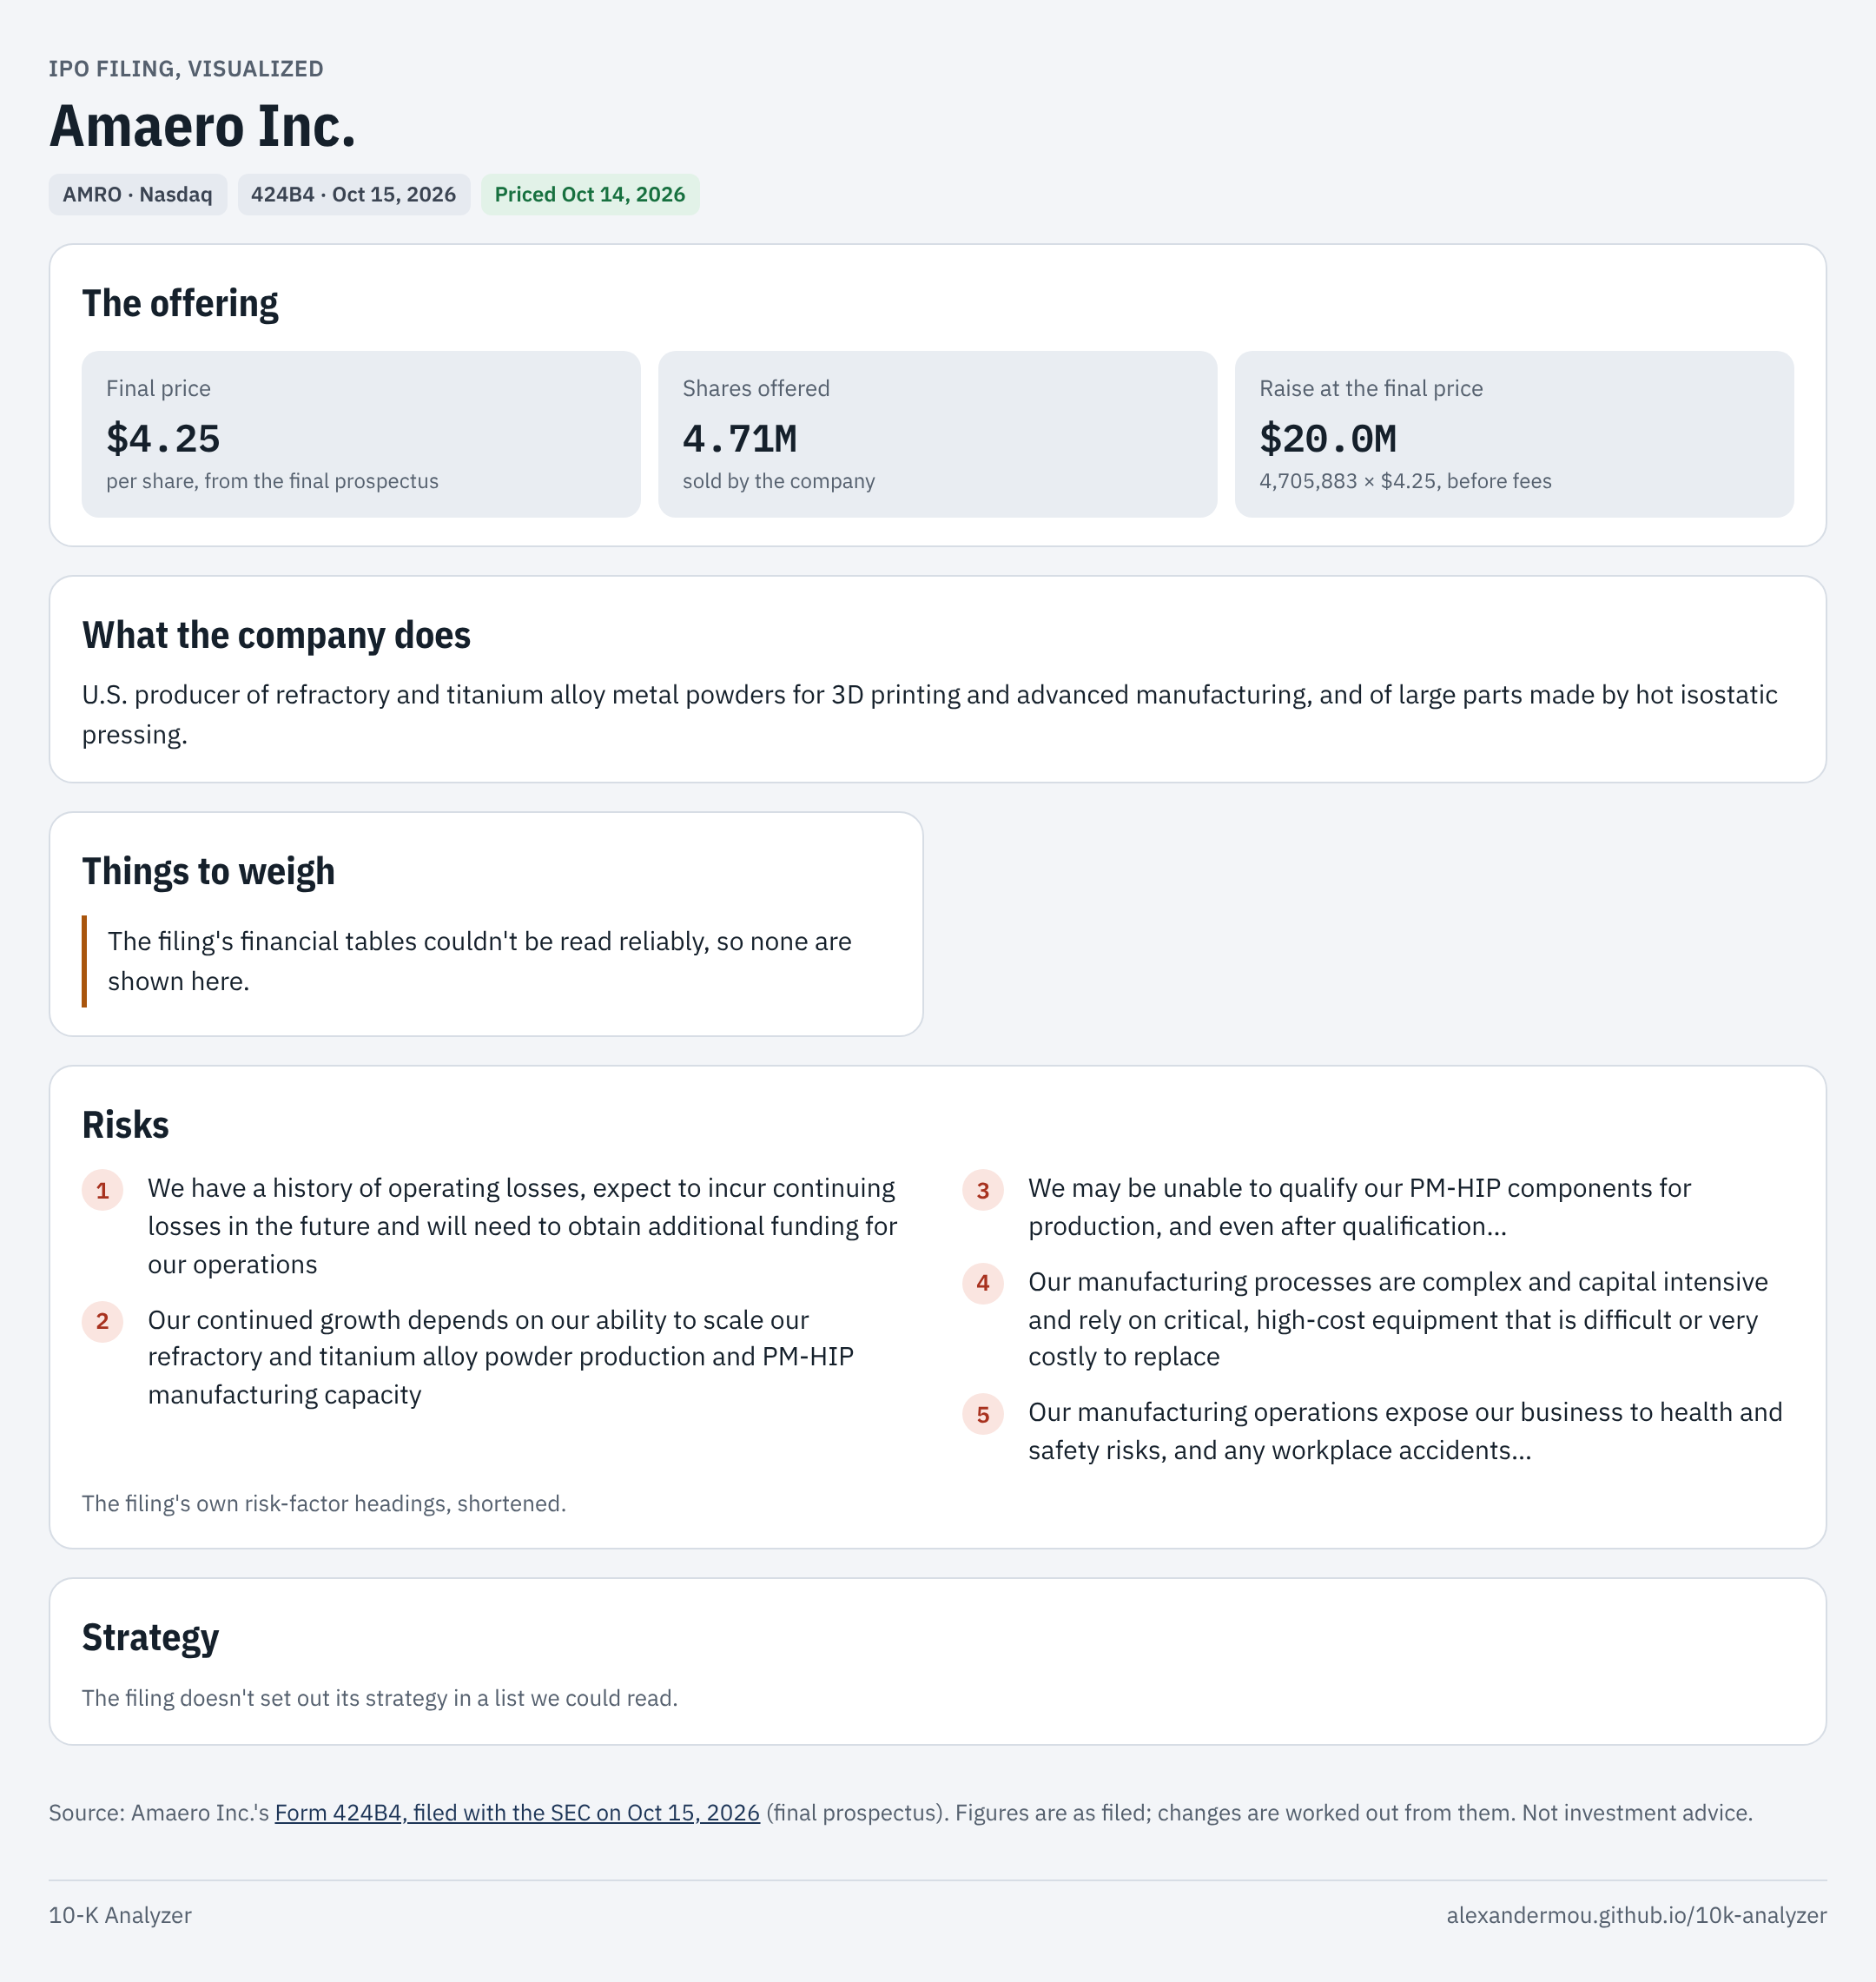 IPO FILING, VISUALIZED
Amaero Inc.
AMRO · Nasdaq
424B4 · Oct 15, 2026
Priced Oct 14, 2026
The offering
Final price
$4.25
per share, from the final prospectus
Shares offered
4.71M
sold by the company
Raise at the final price
$20.0M
4,705,883 × $4.25, before fees
What the company does
U.S. producer of refractory and titanium alloy metal powders for 3D printing and advanced manufacturing, and of large parts made by hot isostatic
pressing.
Things to weigh
The filing's financial tables couldn't be read reliably, so none are
shown here.
Risks
1
We have a history of operating losses, expect to incur continuing
losses in the future and will need to obtain additional funding for
our operations
2
Our continued growth depends on our ability to scale our
refractory and titanium alloy powder production and PM-HIP
manufacturing capacity
3
We may be unable to qualify our PM-HIP components for
production, and even after qualification…
4
Our manufacturing processes are complex and capital intensive
and rely on critical, high-cost equipment that is difficult or very
costly to replace
5
Our manufacturing operations expose our business to health and
safety risks, and any workplace accidents…
The filing's own risk-factor headings, shortened.
Strategy
The filing doesn't set out its strategy in a list we could read.
Source: Amaero Inc.'s Form 424B4, filed with the SEC on Oct 15, 2026 (final prospectus). Figures are as filed; changes are worked out from them. Not investment advice.
10-K Analyzer
alexandermou.github.io/10k-analyzer